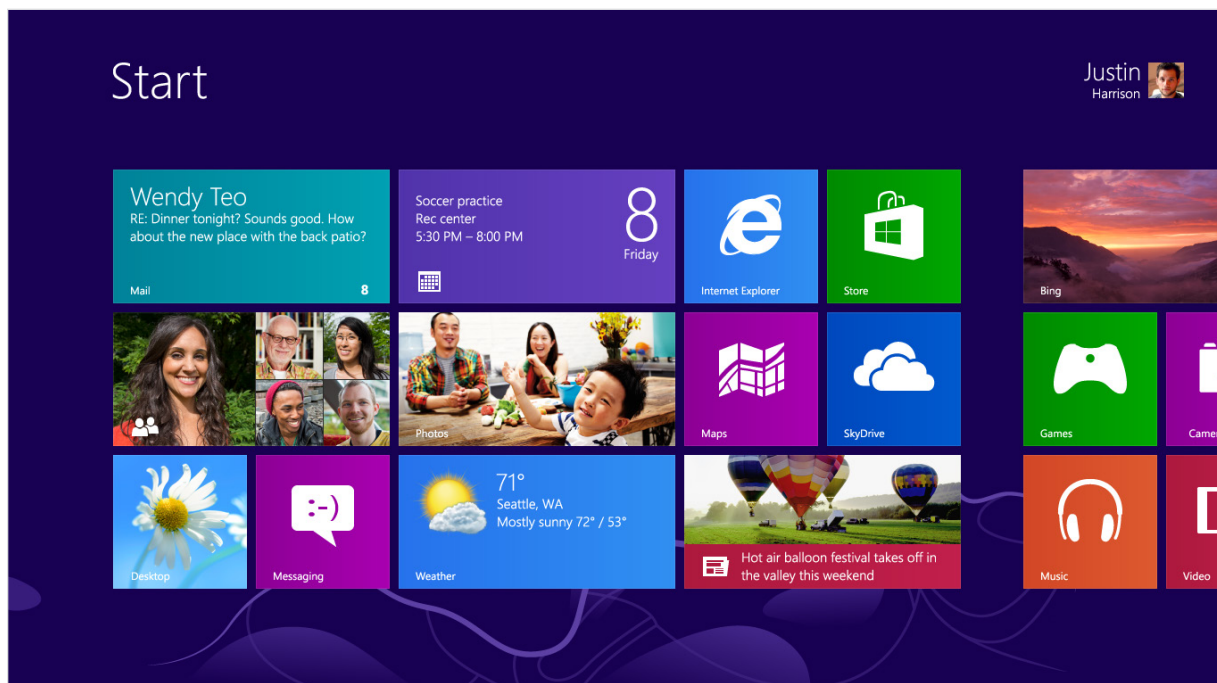 Start
Justin
Harrison
Wendy Teo
RE: Dinner tonight? Sounds good. How
about the new place with the back patio?
Mail
8
Soccer practice
Rec center
5:30 PM – 8:00 PM
8
Friday
Internet Explorer
Store
Bing
Photos
Maps
SkyDrive
Games
Came
Desktop
:-)
Messaging
71°
Seattle, WA
Mostly sunny 72° / 53°
Weather
Hot air balloon festival takes off in
the valley this weekend
Music
Video